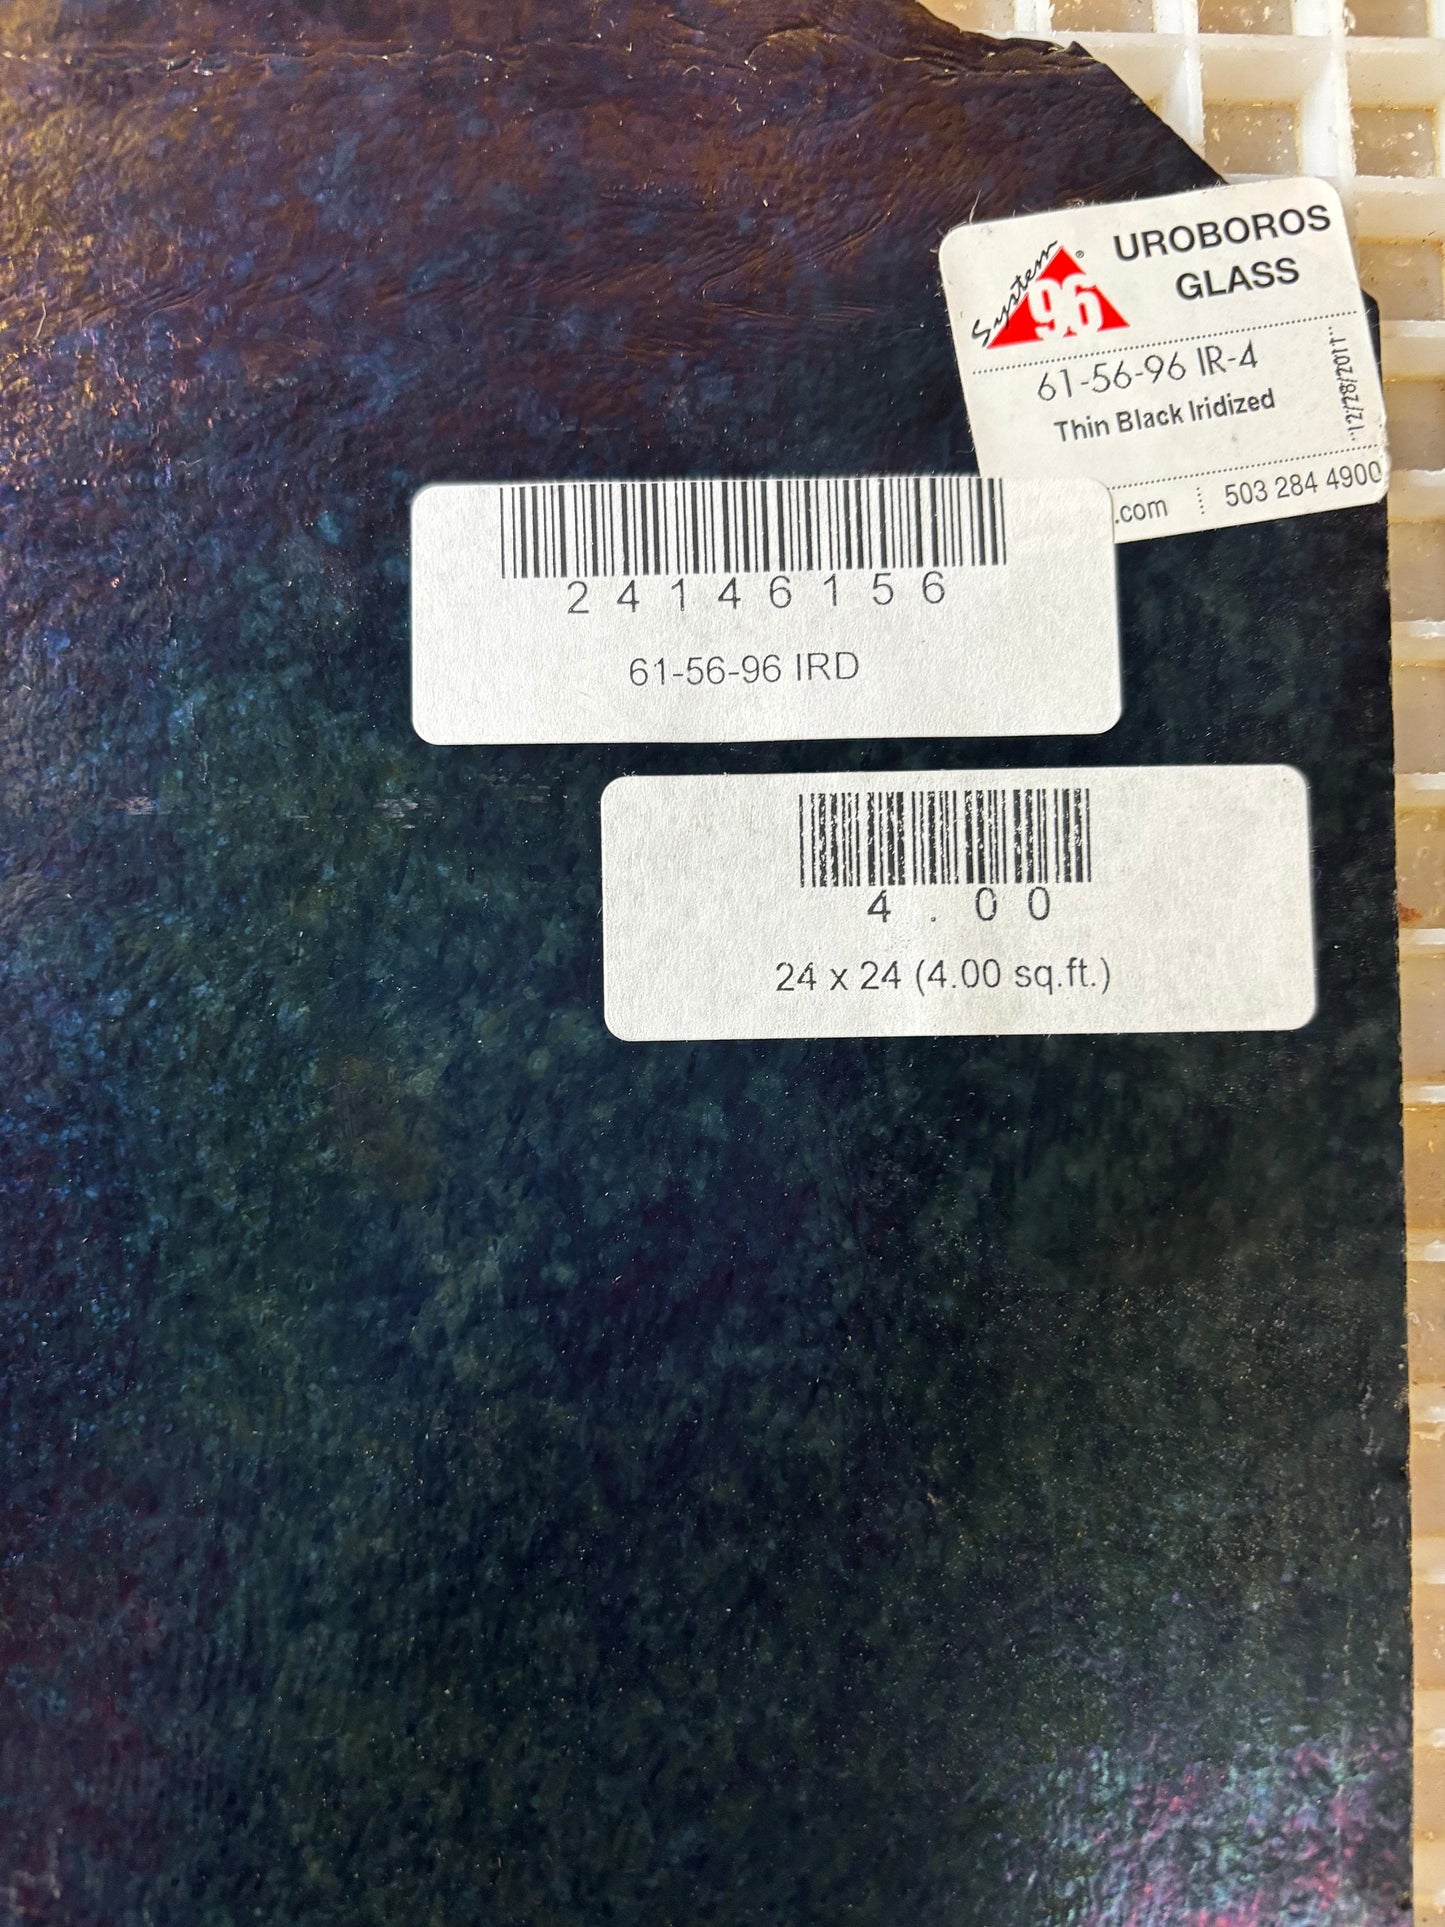 System 96®
UROBOROS
GLASS
61-56-96 IR-4
Thin Black Iridized
..12/28/2011..
.com
503 284 4900
24146156
61-56-96 IRD
4.00
24 x 24 (4.00 sq.ft.)